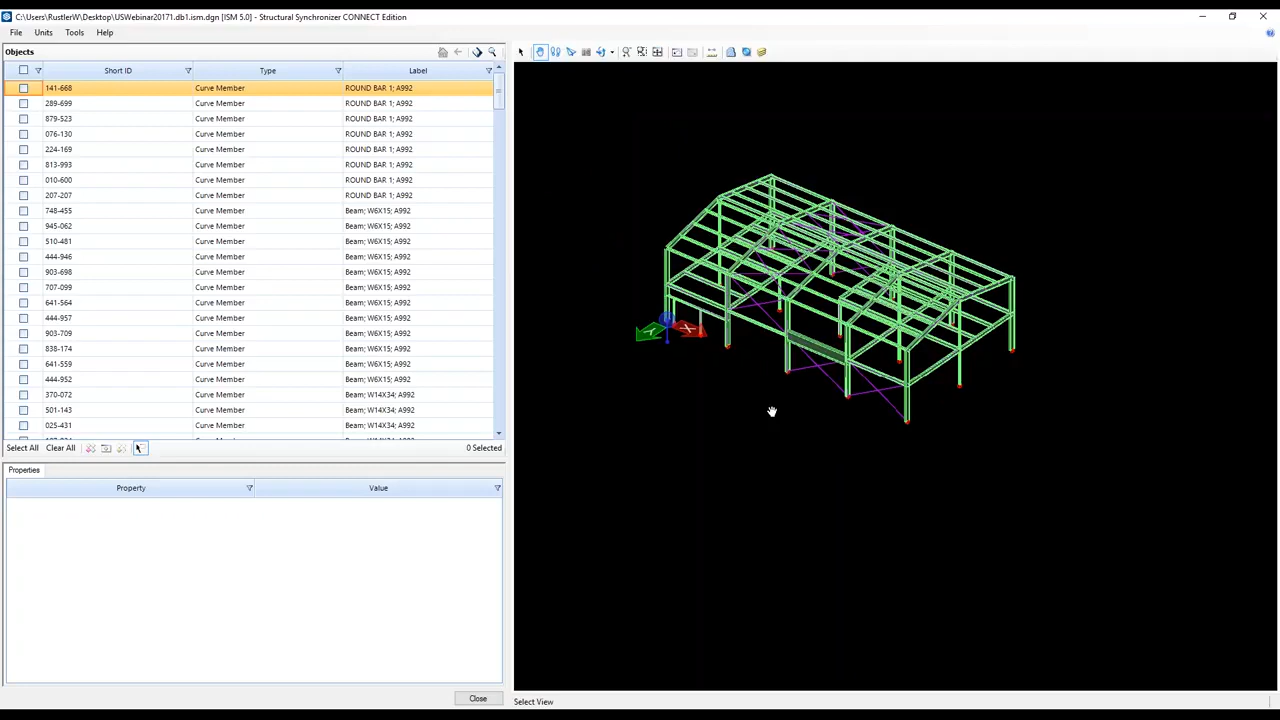 C:\Users\RustlerW\Desktop\USWebinar20171.db1.ism.dgn [ISM 5.0] - Structural Synchronizer CONNECT Edition
File Units Tools Help
Objects
Short ID Type Label
141-668 Curve Member ROUND BAR 1; A992
289-699 Curve Member ROUND BAR 1; A992
879-523 Curve Member ROUND BAR 1; A992
076-130 Curve Member ROUND BAR 1; A992
224-169 Curve Member ROUND BAR 1; A992
813-993 Curve Member ROUND BAR 1; A992
010-600 Curve Member ROUND BAR 1; A992
207-207 Curve Member ROUND BAR 1; A992
748-455 Curve Member Beam; W6X15; A992
945-062 Curve Member Beam; W6X15; A992
510-481 Curve Member Beam; W6X15; A992
444-946 Curve Member Beam; W6X15; A992
903-698 Curve Member Beam; W6X15; A992
707-099 Curve Member Beam; W6X15; A992
641-564 Curve Member Beam; W6X15; A992
444-957 Curve Member Beam; W6X15; A992
903-709 Curve Member Beam; W6X15; A992
838-174 Curve Member Beam; W6X15; A992
641-559 Curve Member Beam; W6X15; A992
444-952 Curve Member Beam; W6X15; A992
370-072 Curve Member Beam; W14X34; A992
501-143 Curve Member Beam; W14X34; A992
025-431 Curve Member Beam; W14X34; A992
Select All Clear All 0 Selected
Properties
Property Value
X
Close
Select View